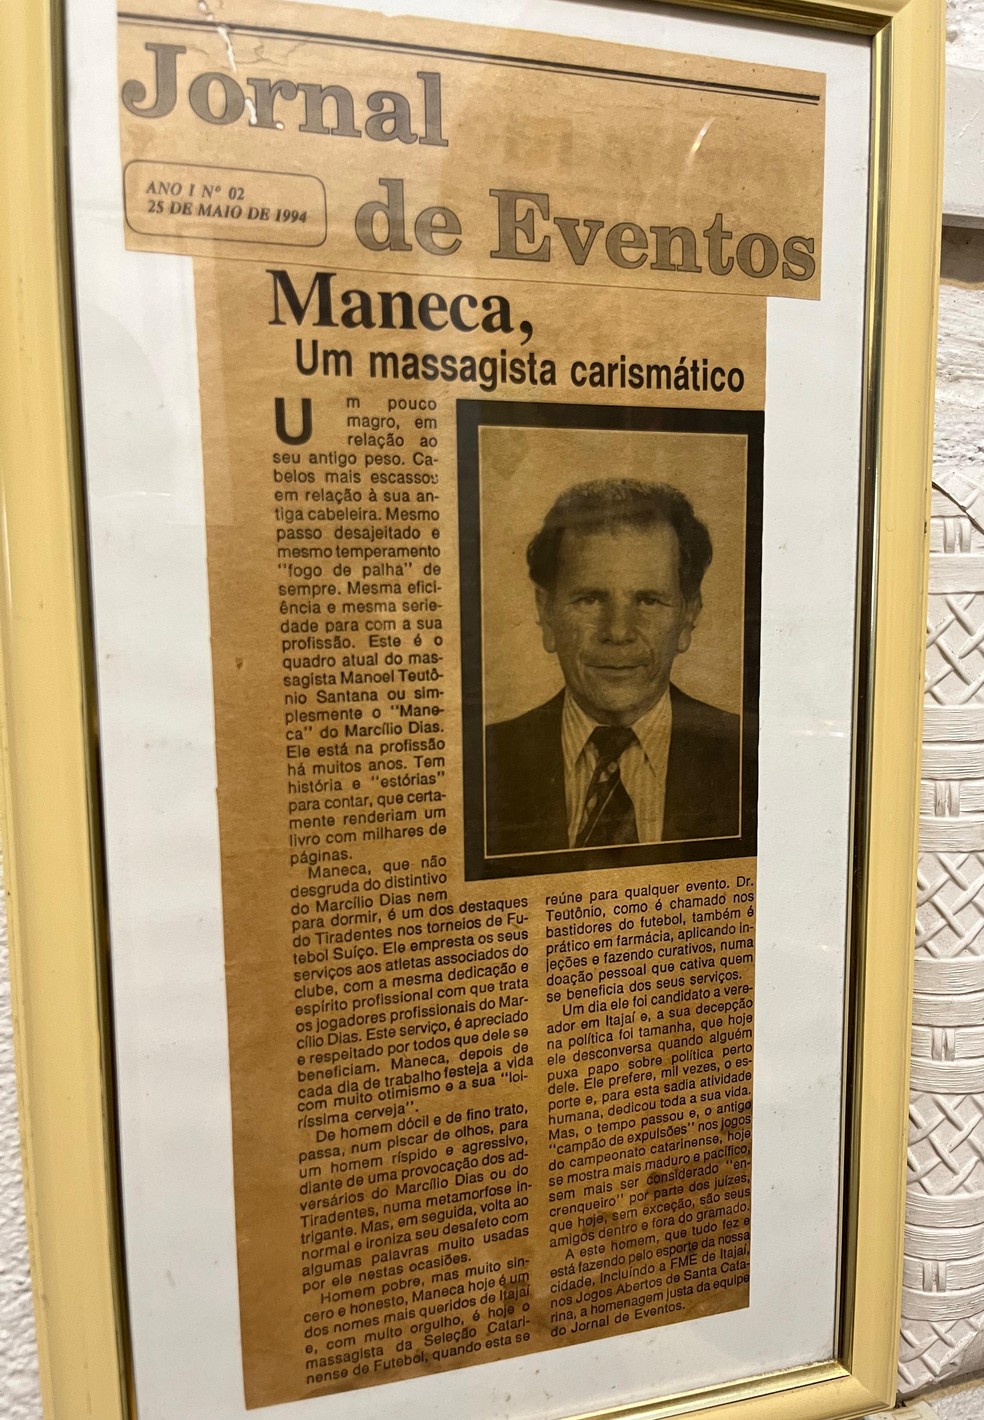 Jornal
de Eventos
ANO I Nº 02
25 DE MAIO DE 1994
Maneca,
Um massagista carismático
Um pouco
magro, em
relação ao
seu antigo peso. Ca-
belos mais escassos
em relação à sua an-
tiga cabeleira. Mesmo
passo desajeitado e
mesmo temperamento
"fogo de palha" de
sempre. Mesma efici-
ência e mesma serie-
dade para com a sua
profissão. Este é o
quadro atual do mas-
sagista Manoel Teutô-
nio Santana ou sim-
plesmente o "Mane-
ca" do Marcílio Dias.
Ele está na profissão
há muitos anos. Tem
história e "estórias"
para contar, que certa-
mente renderiam um
livro com milhares de
páginas.
Maneca, que não
desgruda do distintivo
do Marcílio Dias nem
para dormir, é um dos destaques
do Tiradentes nos torneios de Fu-
tebol Suíço. Ele empresta os seus
serviços aos atletas associados do
clube, com a mesma dedicação e
espírito profissional com que trata
os jogadores profissionais do Mar-
cílio Dias. Este serviço, é apreciado
e respeitado por todos que dele se
beneficiam. Maneca, depois de
cada dia de trabalho festeja a vida
com muito otimismo e a sua "loi-
ríssima cerveja".
De homem dócil e de fino trato,
passa, num piscar de olhos, para
um homem ríspido e agressivo,
diante de uma provocação dos ad-
versários do Marcílio Dias ou do
Tiradentes, numa metamorfose in-
trigante. Mas, em seguida, volta ao
normal e ironiza seu desafeto com
algumas palavras muito usadas
por ele nestas ocasiões.
Homem pobre, mas muito sin-
cero e honesto, Maneca hoje é um
dos nomes mais queridos de Itajaí
e, com muito orgulho, é hoje o
massagista da Seleção Catari-
nense de Futebol, quando esta se
reúne para qualquer evento. Dr.
Teutônio, como é chamado nos
bastidores do futebol, também é
prático em farmácia, aplicando in-
jeções e fazendo curativos, numa
doação pessoal que cativa quem
se beneficia dos seus serviços.
Um dia ele foi candidato a vere-
ador em Itajaí e, a sua decepção
na política foi tamanha, que hoje
ele desconversa quando alguém
puxa papo sobre política perto
dele. Ele prefere, mil vezes, o es-
porte e, para esta sadia atividade
humana, dedicou toda a sua vida.
Mas, o tempo passou e, o antigo
"campão de expulsões" nos jogos
do campeonato catarinense, hoje
se mostra mais maduro e pacífico,
sem mais ser considerado "en-
crenqueiro" por parte dos juízes,
que hoje, sem exceção, são seus
amigos dentro e fora do gramado.
A este homem, que tudo fez e
está fazendo pelo esporte da nossa
cidade, incluindo a FME de Itajaí,
nos Jogos Abertos de Santa Cata-
rina, a homenagem justa da equipe
do Jornal de Eventos.